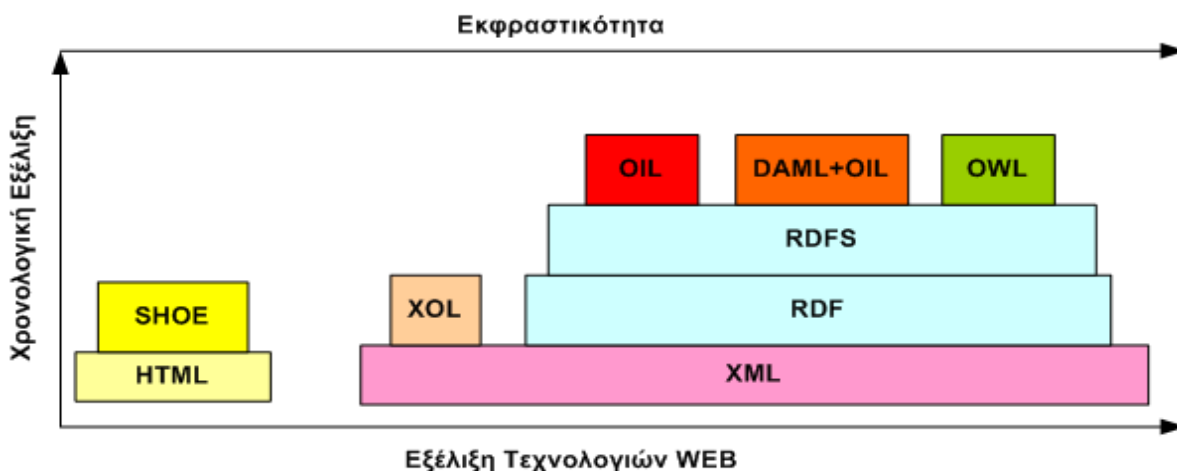 Εκφραστικότητα
Χρονολογική Εξέλιξη
OIL
DAML+OIL
OWL
RDFS
SHOE
XOL
RDF
HTML
XML
Εξέλιξη Τεχνολογιών WEB